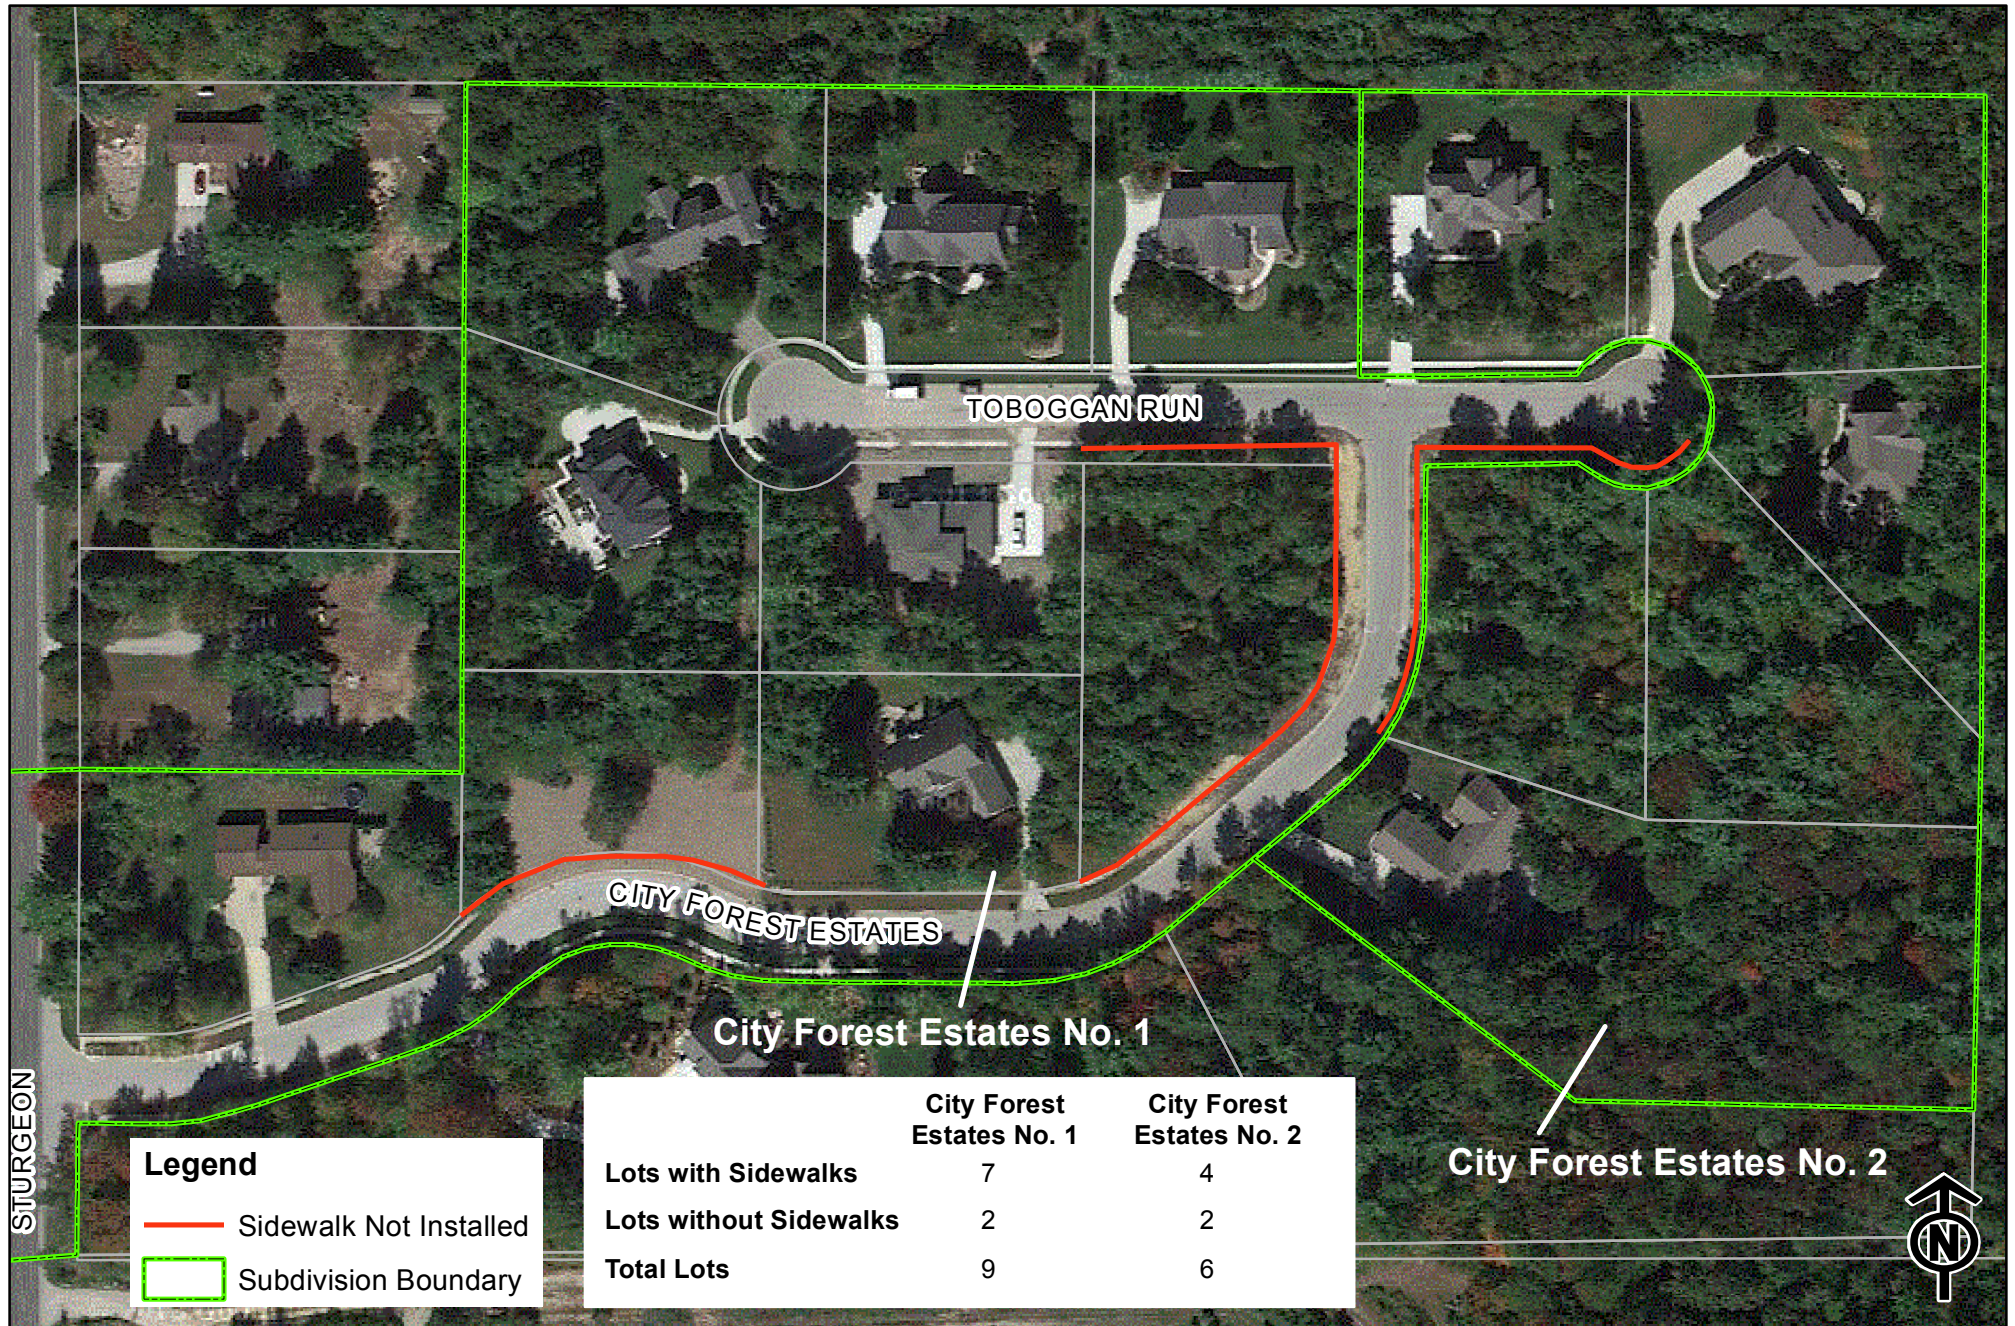 TOBOGGAN RUN
CITY FOREST ESTATES
City Forest Estates No. 1
City Forest Estates No. 2
STURGEON
Legend
Sidewalk Not Installed
Subdivision Boundary
City Forest Estates No. 1
City Forest Estates No. 2
Lots with Sidewalks 7 4
Lots without Sidewalks 2 2
Total Lots 9 6
N